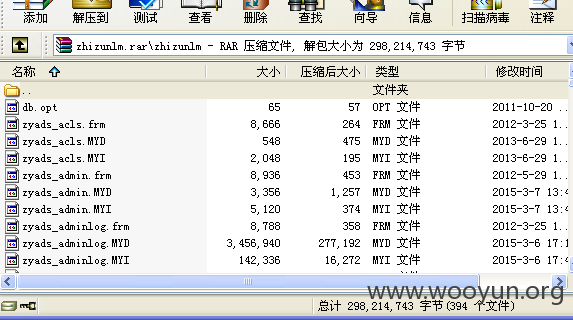 添加 解压到 测试 查看 删除 查找 向导 信息 扫描病毒 注释
zhizunlm.rar\zhizunlm - RAR 压缩文件, 解包大小为 298,214,743 字节
名称 大小 压缩后大小 类型 修改时间
.. 文件夹
db.opt 65 57 OPT 文件 2011-10-20 ...
zyads_acls.frm 8,666 264 FRM 文件 2012-3-25 1...
zyads_acls.MYD 548 475 MYD 文件 2013-6-29 1...
zyads_acls.MYI 2,048 195 MYI 文件 2013-6-29 1...
zyads_admin.frm 8,936 453 FRM 文件 2012-5-29 1...
zyads_admin.MYD 3,356 1,257 MYD 文件 2015-3-7 13:4
zyads_admin.MYI 5,120 374 MYI 文件 2015-3-7 13:4
zyads_adminlog.frm 8,788 358 FRM 文件 2012-3-25 1...
zyads_adminlog.MYD 3,456,940 277,192 MYD 文件 2015-3-6 17:1
zyads_adminlog.MYI 142,336 16,272 MYI 文件 2015-3-6 17:4
www.wooyun.org
总计 298,214,743 字节(394 个文件)